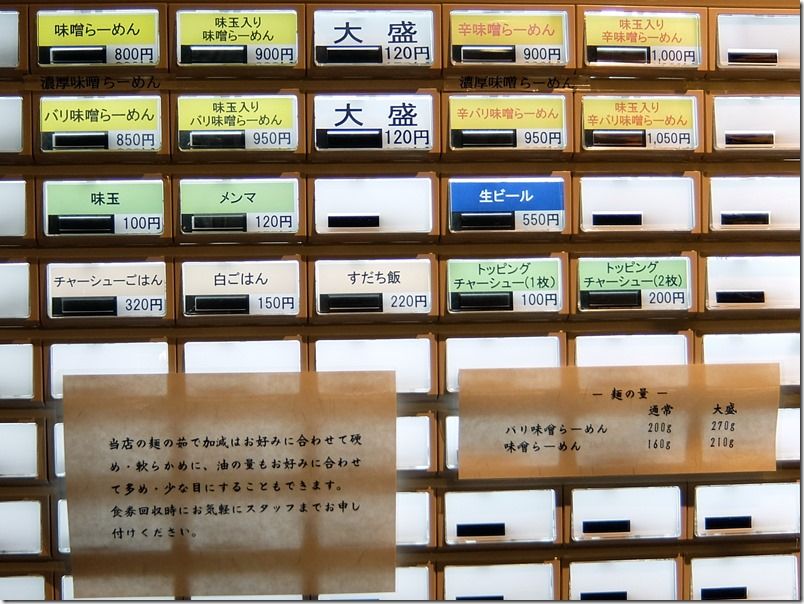 味噌らーめん
800円
味玉入り
味噌らーめん
900円
大盛
120円
辛味噌らーめん
900円
味玉入り
辛味噌らーめん
1,000円
濃厚味噌らーめん
濃厚味噌らーめん
バリ味噌らーめん
850円
味玉入り
バリ味噌らーめん
950円
大盛
120円
辛バリ味噌らーめん
950円
味玉入り
辛バリ味噌らーめん
1,050円
味玉
100円
メンマ
120円
生ビール
550円
チャーシューごはん
320円
白ごはん
150円
すだち飯
220円
トッピング
チャーシュー(1枚)
100円
トッピング
チャーシュー(2枚)
200円
当店の麺の茹で加減はお好みに合わせて硬
め・軟らかめに、油の量もお好みに合わせ
て多め・少な目にすることもできます。
食券回収時にお気軽にスタッフまでお申し
付けください。
― 麺の量 ―
通常 大盛
バリ味噌らーめん 200g 270g
味噌らーめん 160g 210g